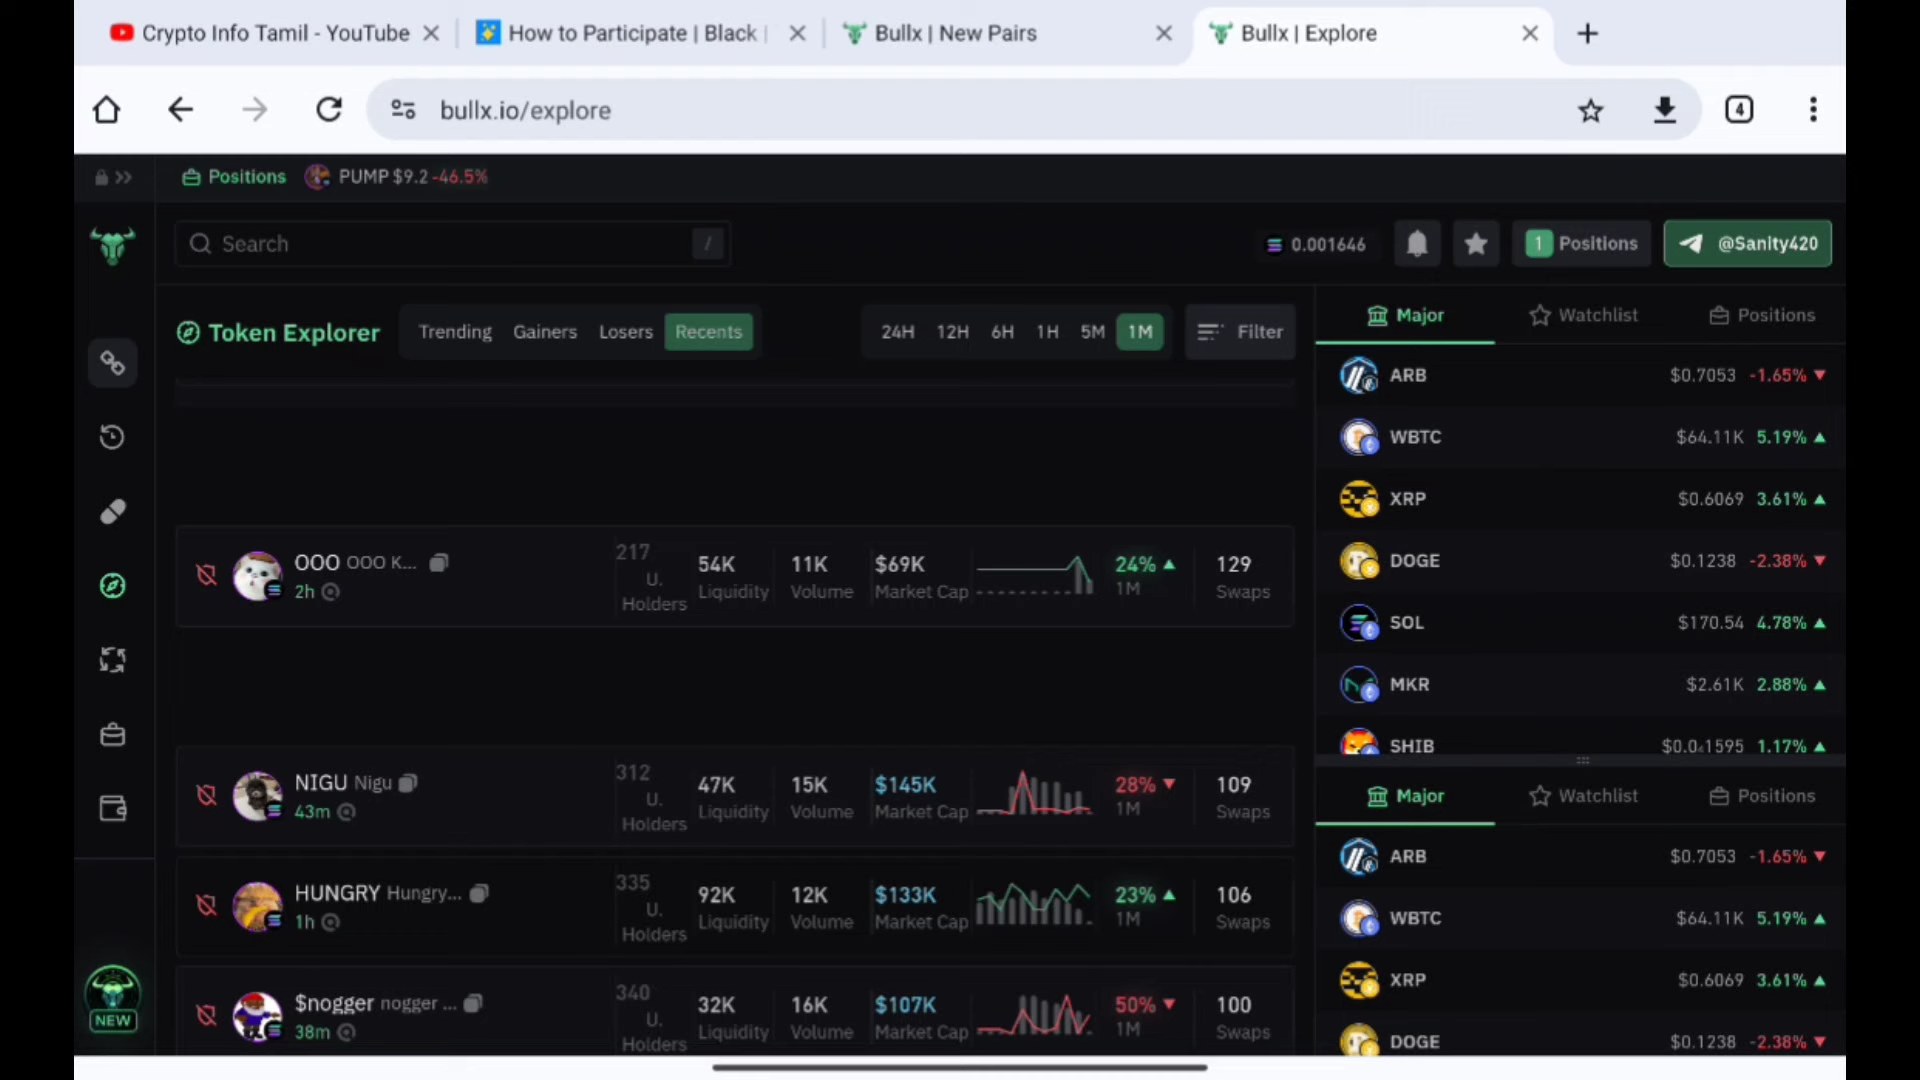 Crypto Info Tamil - YouTube
How to Participate | Black
Bullx | New Pairs
Bullx | Explore
bullx.io/explore
4
Positions PUMP $9.2 -46.5%
Search /
0.001646
1 Positions
@Sanity420
Token Explorer
Trending Gainers Losers Recents
24H 12H 6H 1H 5M 1M
Filter
OOO OOO K...
2h
217 U. Holders
54K Liquidity
11K Volume
$69K Market Cap
24% 1M
129 Swaps
NIGU Nigu
43m
312 U. Holders
47K Liquidity
15K Volume
$145K Market Cap
28% 1M
109 Swaps
HUNGRY Hungry...
1h
335 U. Holders
92K Liquidity
12K Volume
$133K Market Cap
23% 1M
106 Swaps
$nogger nogger ...
38m
340 U. Holders
32K Liquidity
16K Volume
$107K Market Cap
50% 1M
100 Swaps
NEW
Major Watchlist Positions
ARB $0.7053 -1.65%
WBTC $64.11K 5.19%
XRP $0.6069 3.61%
DOGE $0.1238 -2.38%
SOL $170.54 4.78%
MKR $2.61K 2.88%
SHIB $0.0₄1595 1.17%
Major Watchlist Positions
ARB $0.7053 -1.65%
WBTC $64.11K 5.19%
XRP $0.6069 3.61%
DOGE $0.1238 -2.38%